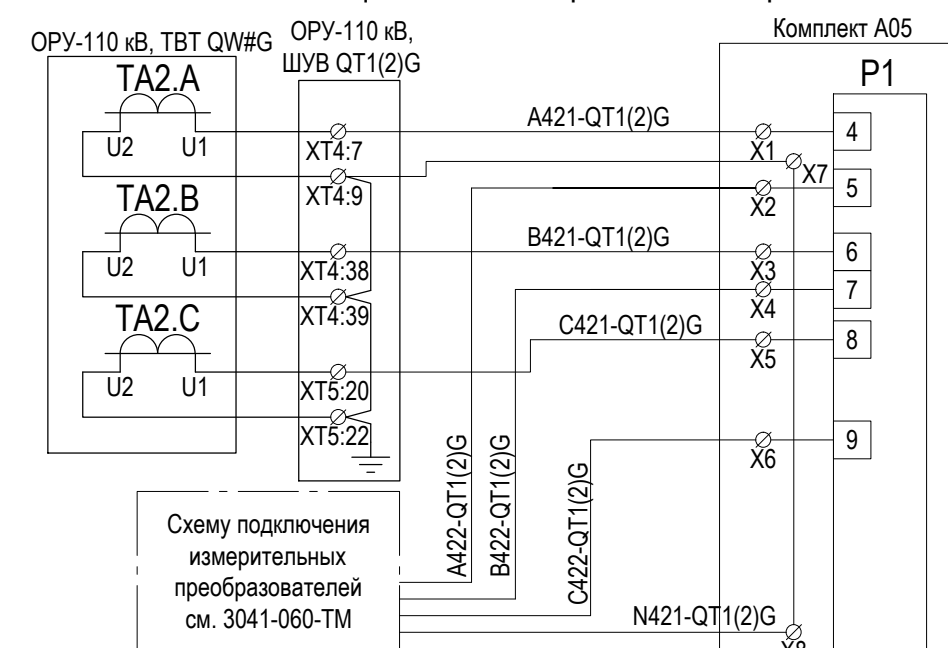 ОРУ-110 кВ, ТВТ QW#G
ОРУ-110 кВ,
ШУВ QT1(2)G
Комплект А05
P1
TA2.A
U2 U1
XT4:7
XT4:9
A421-QT1(2)G
X1
X7
4
X2
5
TA2.B
U2 U1
XT4:38
XT4:39
B421-QT1(2)G
X3
6
X4
7
TA2.C
U2 U1
XT5:20
XT5:22
C421-QT1(2)G
X5
8
X6
9
A422-QT1(2)G
B422-QT1(2)G
C422-QT1(2)G
Схему подключения
измерительных
преобразователей
см. 3041-060-ТМ
N421-QT1(2)G
X8